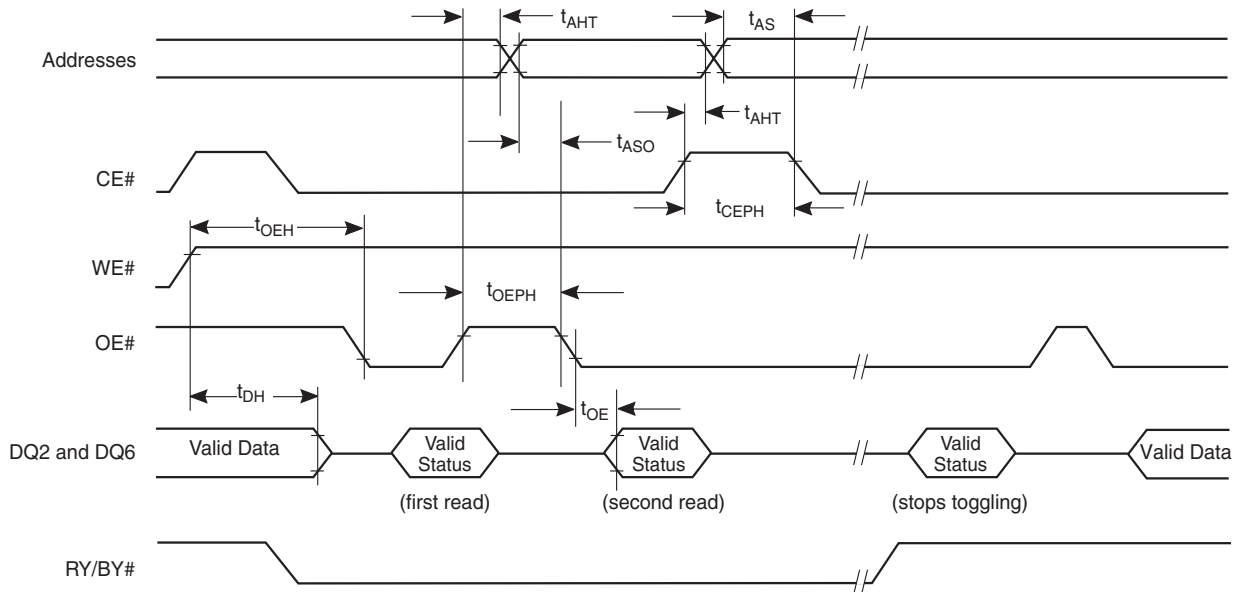 tAHT
tAS
Addresses
tAHT
tASO
CE#
tCEPH
tOEH
WE#
tOEPH
OE#
tDH
tOE
DQ2 and DQ6
Valid Data
Valid
Status
Valid
Status
Valid
Status
Valid Data
(first read)
(second read)
(stops toggling)
RY/BY#